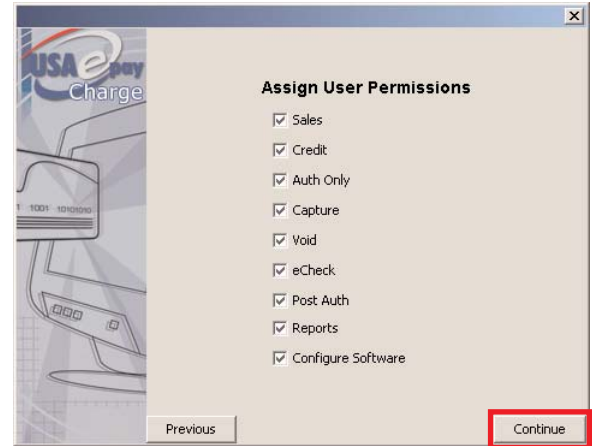 USA epay
Charge
1 1001 10101010
Assign User Permissions
Sales
Credit
Auth Only
Capture
Void
eCheck
Post Auth
Reports
Configure Software
Previous
Continue